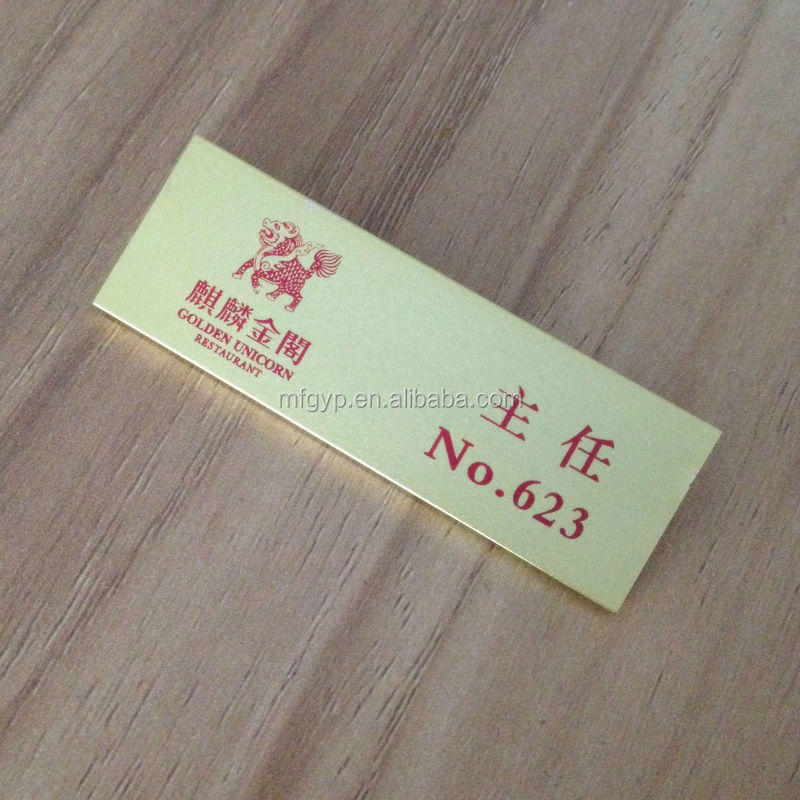 麒麟金閣
GOLDEN UNICORN
RESTAURANT
mfgyp.en.alibaba.com
主任
No.623